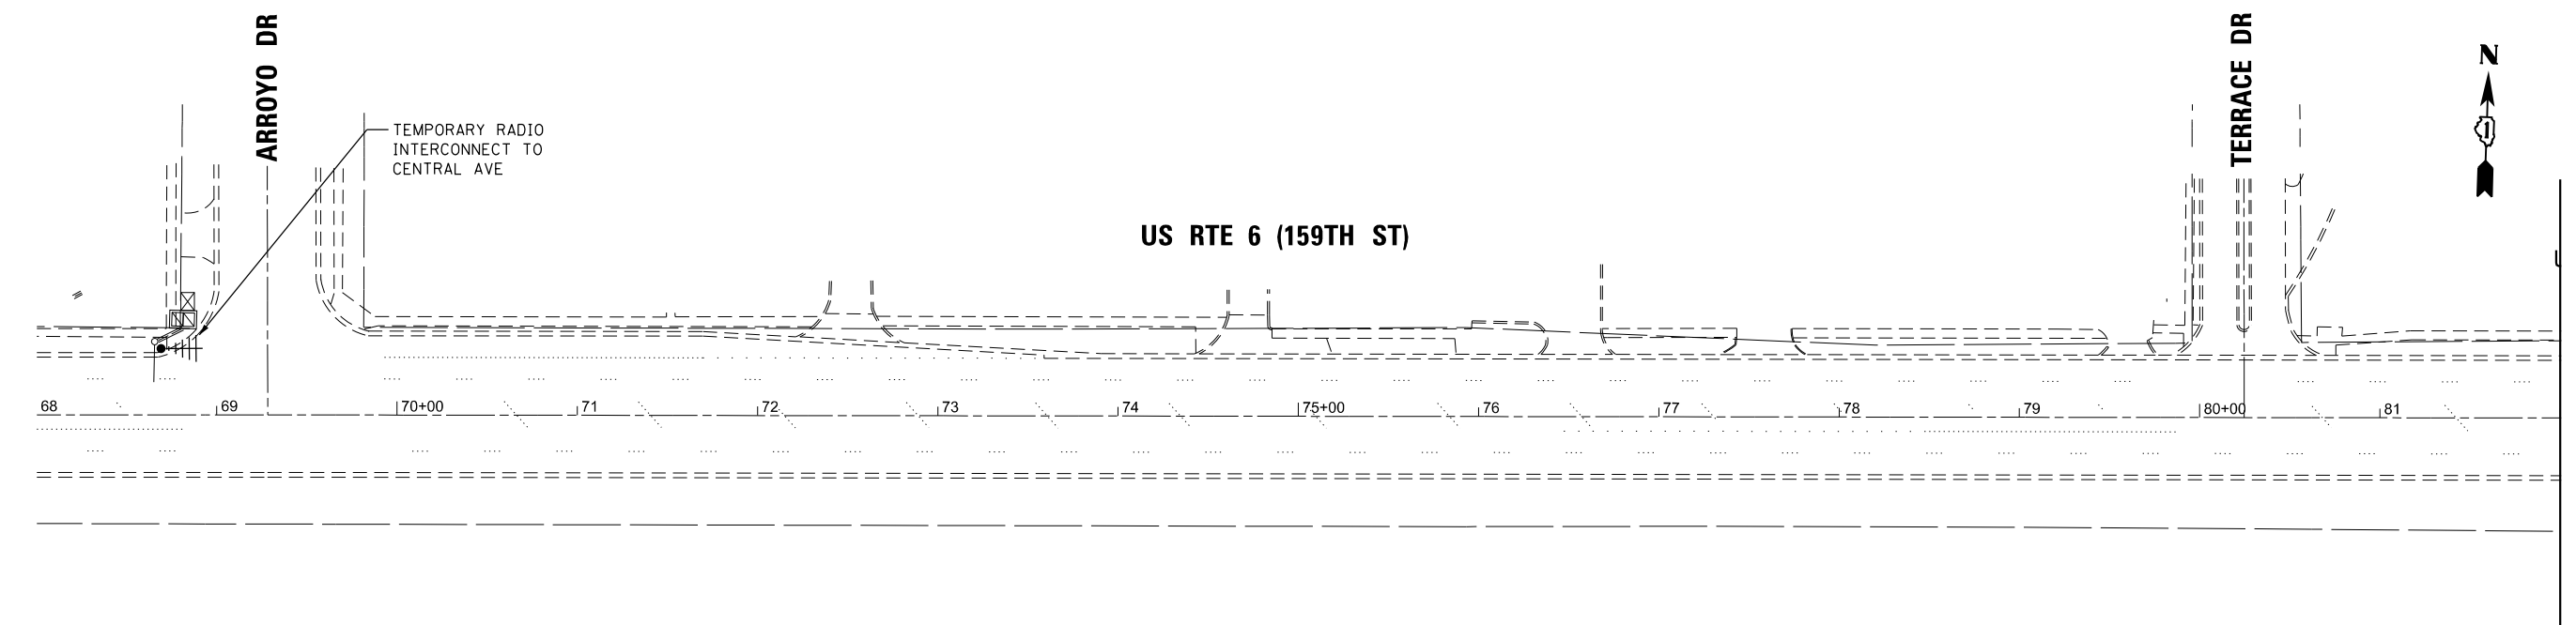 ARROYO DR
TERRACE DR
N
1
TEMPORARY RADIO
INTERCONNECT TO
CENTRAL AVE
US RTE 6 (159TH ST)
68 69 70+00 71 72 73 74 75+00 76 77 78 79 80+00 81